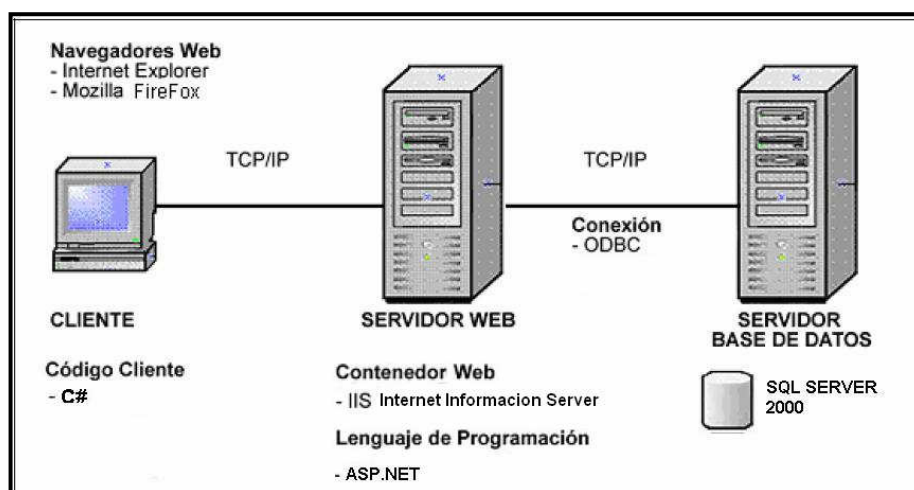 Navegadores Web
- Internet Explorer
- Mozilla FireFox
TCP/IP
TCP/IP
Conexión
- ODBC
CLIENTE
SERVIDOR WEB
SERVIDOR
BASE DE DATOS
Código Cliente
- C#
Contenedor Web
- IIS Internet Informacion Server
Lenguaje de Programación
- ASP.NET
SQL SERVER
2000